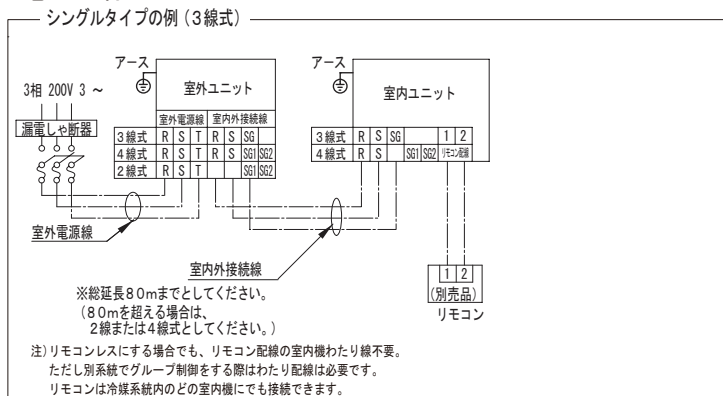 シングルタイプの例(3線式)
3相 200V 3 ~
漏電しゃ断器
アース
室外ユニット
室外電源線 室内外接続線
3線式 R S T R S SG
4線式 R S T R S SG1 SG2
2線式 R S T SG1 SG2
アース
室内ユニット
3線式 R S SG 1 2
4線式 R S SG1 SG2 リモコン配線
室外電源線
室内外接続線
※総延長80mまでとしてください。
(80mを超える場合は、
2線または4線式としてください。)
1 2
(別売品)
リモコン
注)リモコンレスにする場合でも、リモコン配線の室内機わたり線不要。
ただし別系統でグループ制御をする際はわたり配線は必要です。
リモコンは冷媒系統内のどの室内機にでも接続できます。